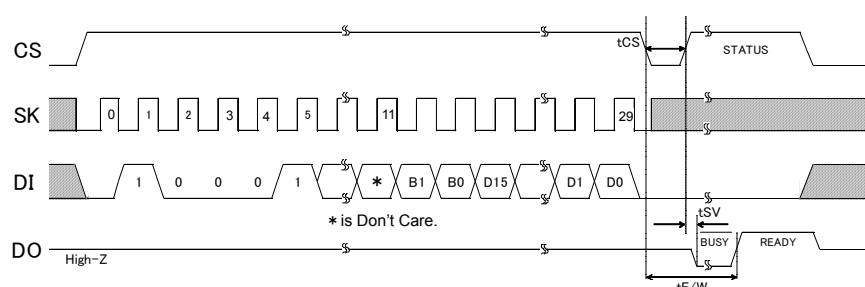 CS tCS STATUS
SK 0 1 2 3 4 5 11 29
DI 1 0 0 0 1 * B1 B0 D15 D1 D0
* is Don't Care.
tSV
DO High-Z BUSY READY
tE/W